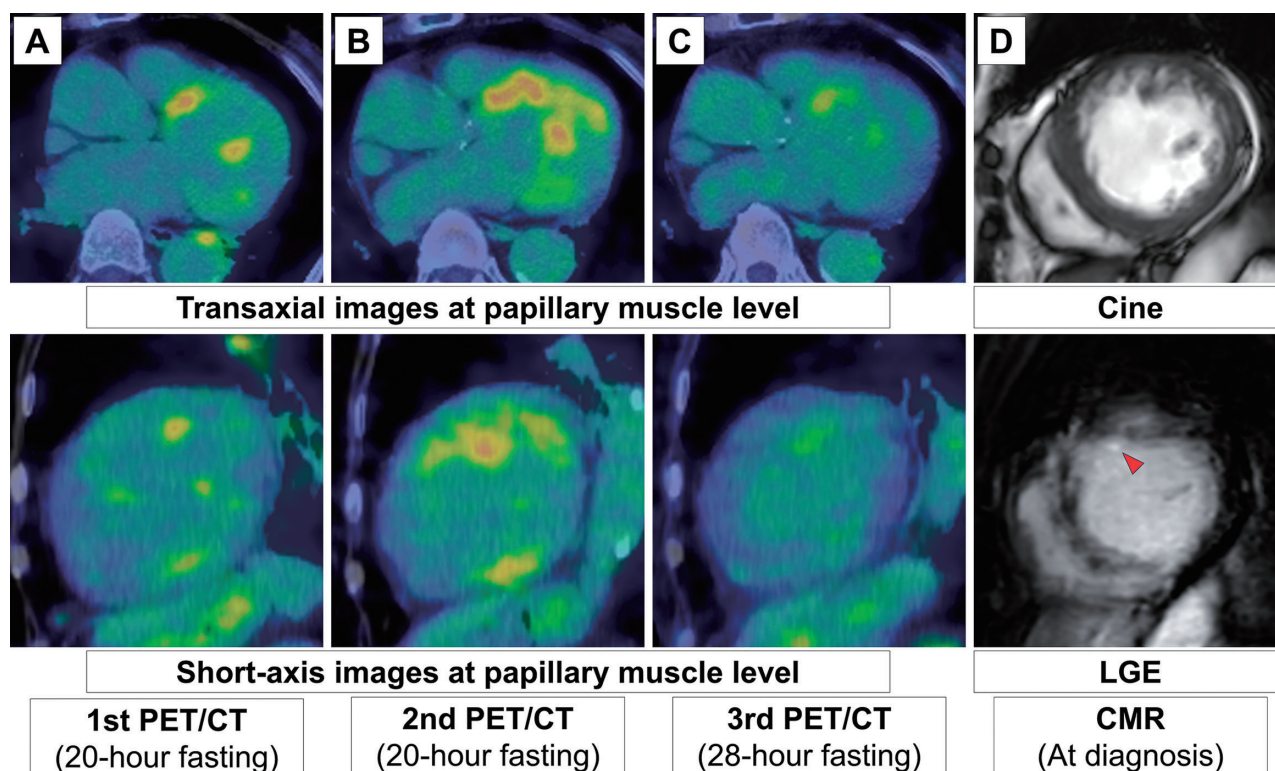 A
B
C
D
Transaxial images at papillary muscle level
Cine
Short-axis images at papillary muscle level
LGE
1st PET/CT
(20-hour fasting)
2nd PET/CT
(20-hour fasting)
3rd PET/CT
(28-hour fasting)
CMR
(At diagnosis)